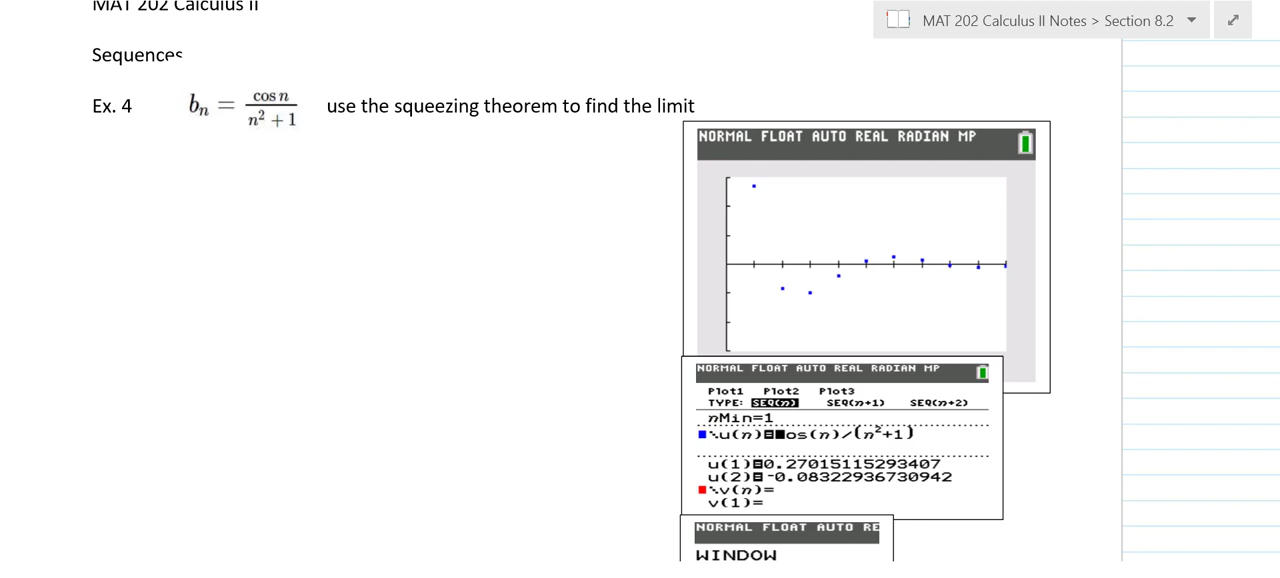 MAT 202 Calculus II
MAT 202 Calculus II Notes > Section 8.2
Sequences
Ex. 4 bₙ = cos n / n² + 1 use the squeezing theorem to find the limit
NORMAL FLOAT AUTO REAL RADIAN MP
NORMAL FLOAT AUTO REAL RADIAN MP
Plot1 Plot2 Plot3
TYPE: SEQ(n) SEQ(n+1) SEQ(n+2)
nMin=1
u(n)=os(n)/(n²+1)
u(1)=0.27015115293407
u(2)=-0.08322936730942
v(n)=
v(1)=
NORMAL FLOAT AUTO RE
WINDOW